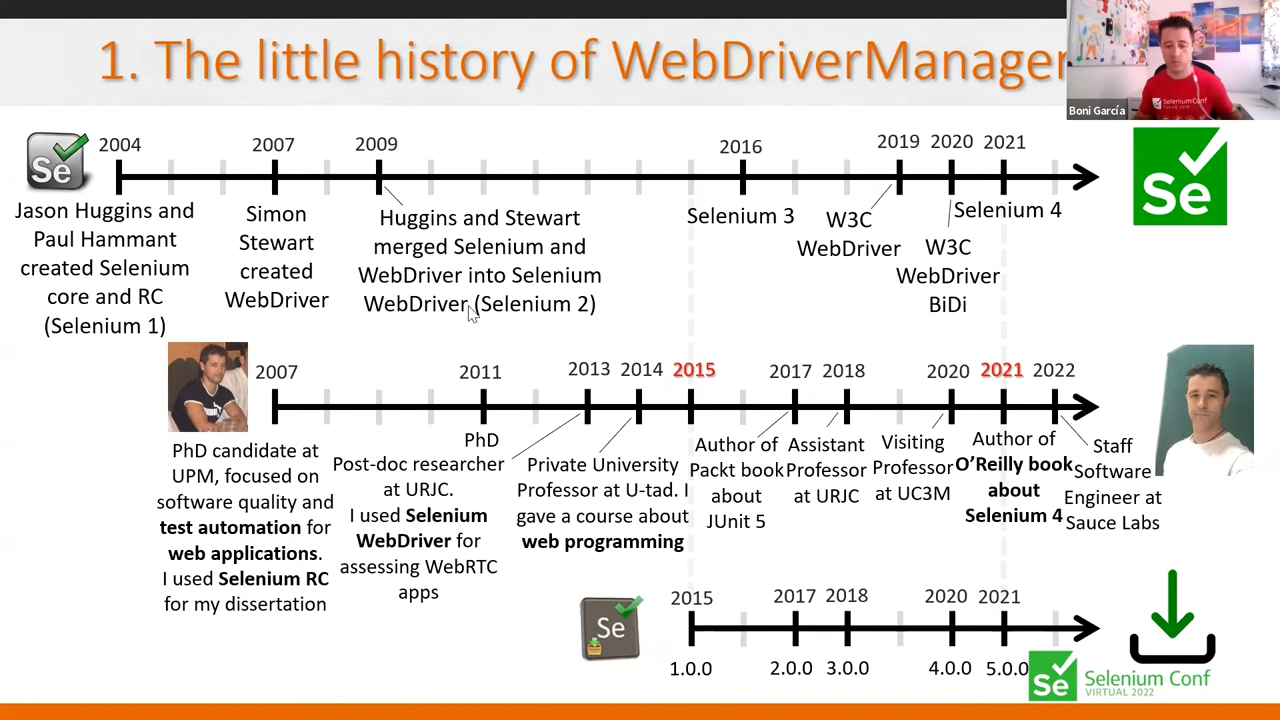 1. The little history of WebDriverManager
Boni García
SeleniumConf
Se
2004
2007
2009
2016
2019
2020
2021
Se
Jason Huggins and
Paul Hammant
created Selenium
core and RC
(Selenium 1)
Simon
Stewart
created
WebDriver
Huggins and Stewart
merged Selenium and
WebDriver into Selenium
WebDriver (Selenium 2)
Selenium 3
W3C
WebDriver
W3C
WebDriver
BiDi
Selenium 4
2007
2011
2013
2014
2015
2017
2018
2020
2021
2022
PhD candidate at
UPM, focused on
software quality and
test automation for
web applications.
I used Selenium RC
for my dissertation
PhD
Post-doc researcher
at URJC.
I used Selenium
WebDriver for
assessing WebRTC
apps
Private University
Professor at U-tad. I
gave a course about
web programming
Author of
Packt book
about
JUnit 5
Assistant
Professor
at URJC
Visiting
Professor
at UC3M
Author of
O'Reilly book
about
Selenium 4
Staff
Software
Engineer at
Sauce Labs
Se
2015
2017
2018
2020
2021
1.0.0
2.0.0
3.0.0
4.0.0
5.0.0
Se
Selenium Conf
VIRTUAL 2022